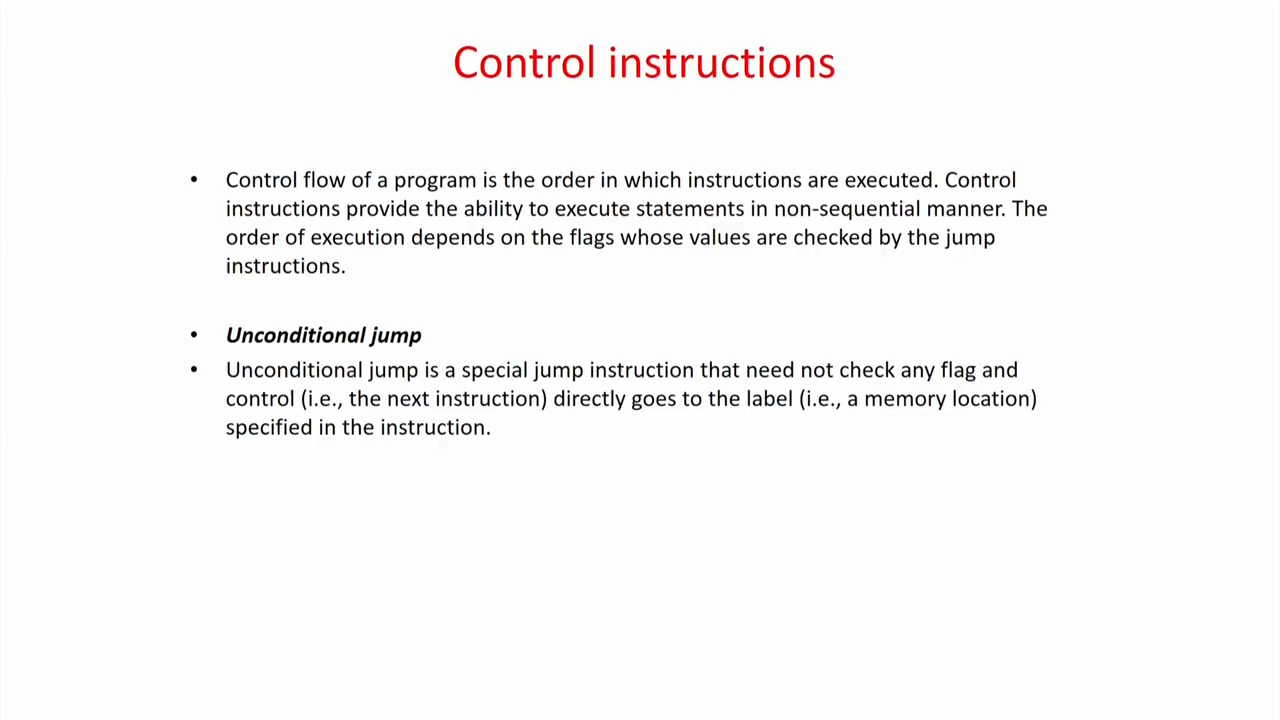 Control instructions
• Control flow of a program is the order in which instructions are executed. Control
instructions provide the ability to execute statements in non-sequential manner. The
order of execution depends on the flags whose values are checked by the jump
instructions.
• Unconditional jump
• Unconditional jump is a special jump instruction that need not check any flag and
control (i.e., the next instruction) directly goes to the label (i.e., a memory location)
specified in the instruction.